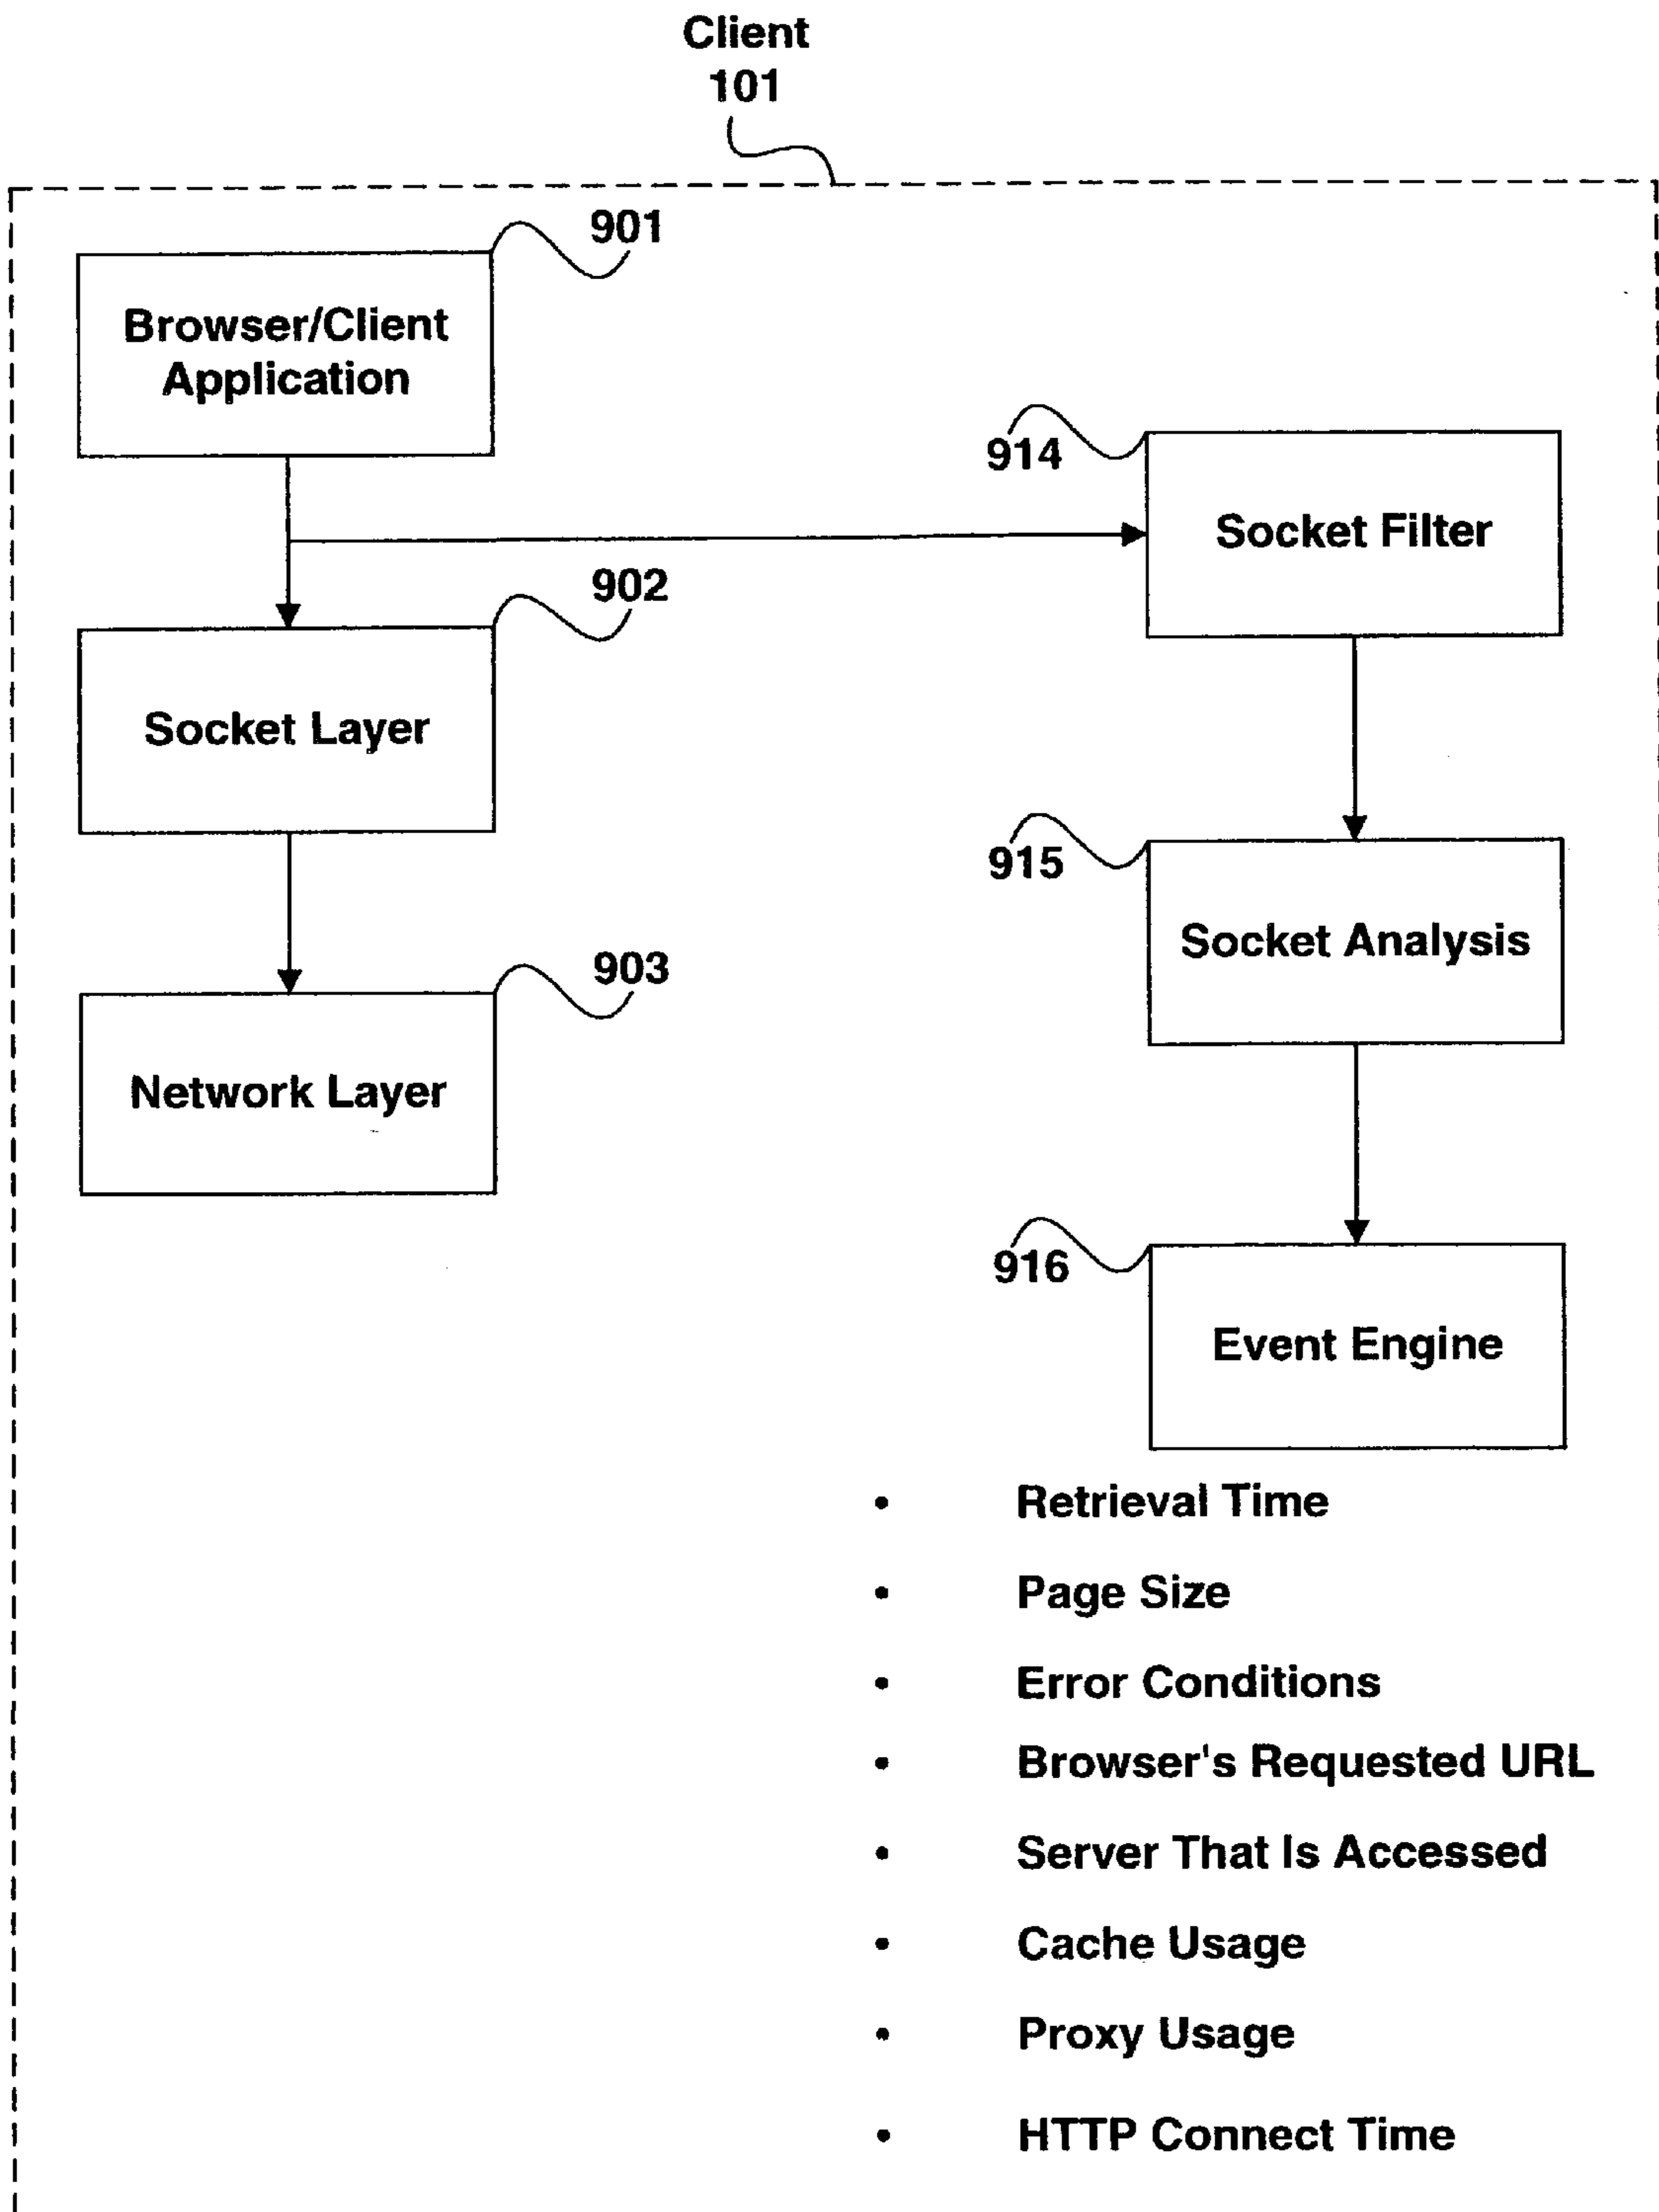 Client
101
901
Browser/Client
Application
914
Socket Filter
902
Socket Layer
915
Socket Analysis
903
Network Layer
916
Event Engine
• Retrieval Time
• Page Size
• Error Conditions
• Browser's Requested URL
• Server That Is Accessed
• Cache Usage
• Proxy Usage
• HTTP Connect Time